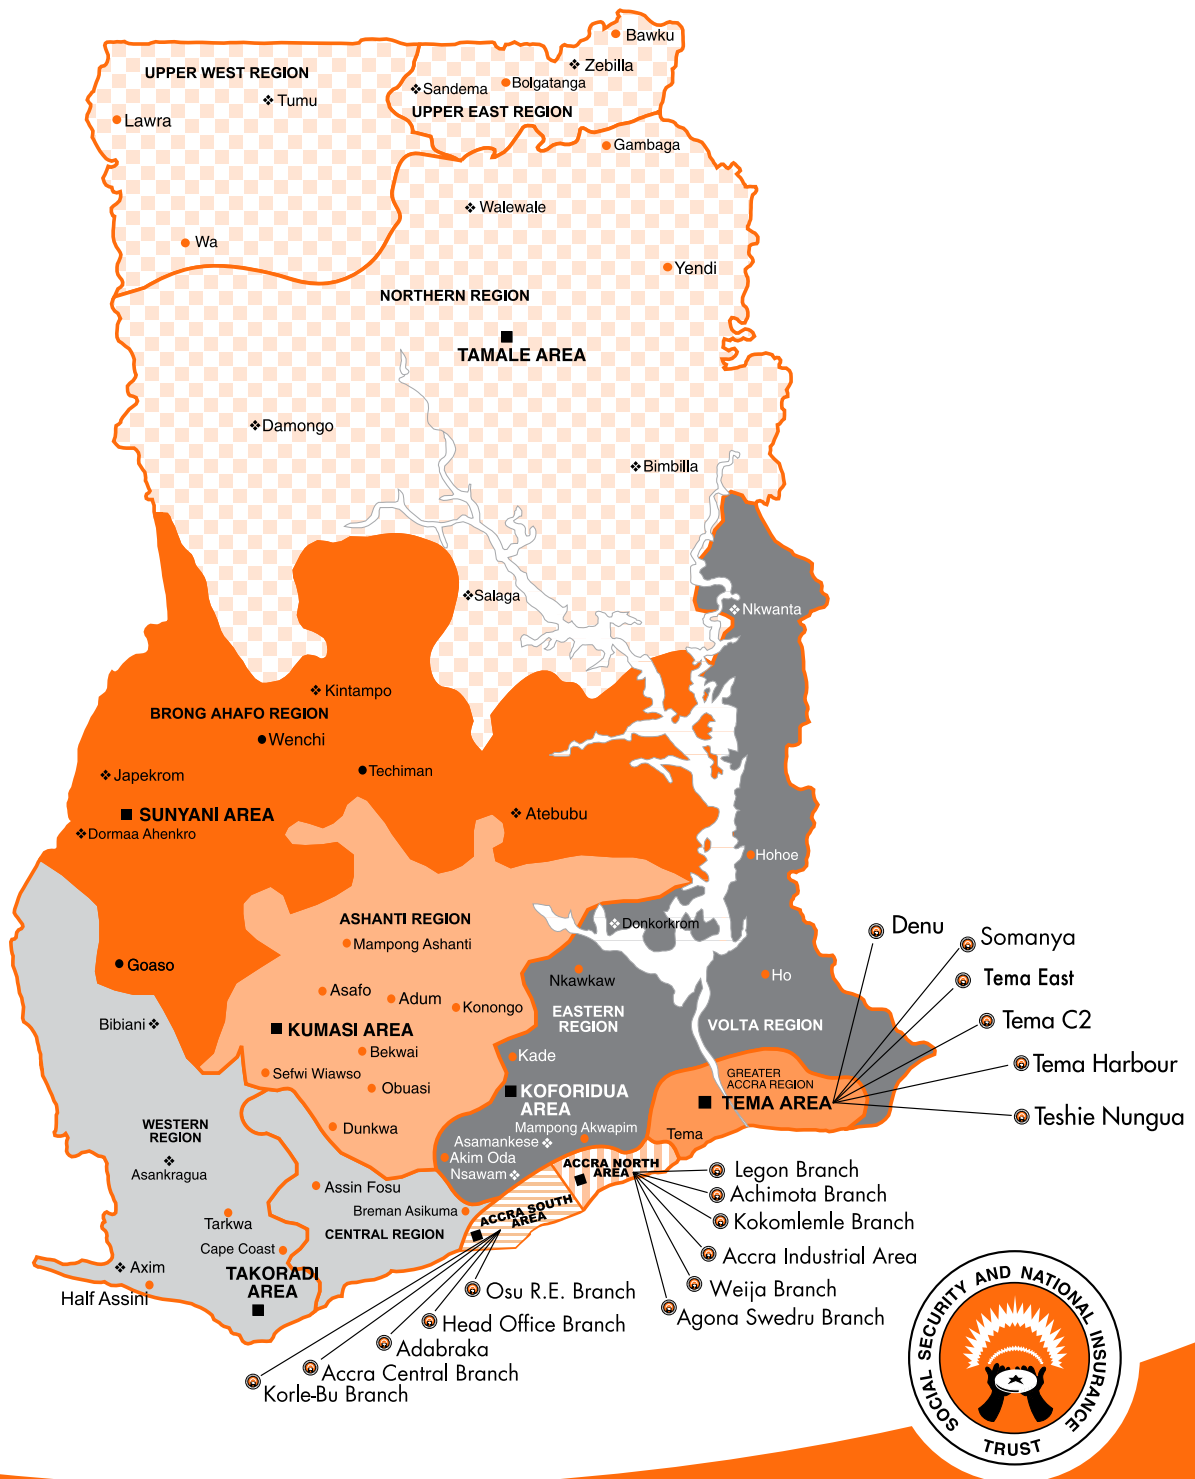 Bawku
Zebilla
UPPER WEST REGION
Sandema
Bolgatanga
Tumu
UPPER EAST REGION
Lawra
Gambaga
Walewale
Wa
Yendi
NORTHERN REGION
TAMALE AREA
Damongo
Bimbilla
Salaga
Nkwanta
Kintampo
BRONG AHAFO REGION
Wenchi
Techiman
Japekrom
SUNYANI AREA
Atebubu
Dormaa Ahenkro
Hohoe
ASHANTI REGION
Donkorkrom
Mampong Ashanti
Denu
Somanya
Goaso
Nkawkaw
Ho
Tema East
Asafo
Adum
Konongo
EASTERN
REGION
VOLTA REGION
Tema C2
Bibiani
KUMASI AREA
Bekwai
Kade
Tema Harbour
Sefwi Wiawso
Obuasi
GREATER
ACCRA REGION
KOFORIDUA
AREA
TEMA AREA
Teshie Nungua
WESTERN
REGION
Dunkwa
Mampong Akwapim
Tema
Asamankese
Akim Oda
Nsawam
Asankragua
ACCRA NORTH
AREA
Legon Branch
Assin Fosu
Achimota Branch
Breman Asikuma
ACCRA SOUTH
AREA
Kokomlemle Branch
Tarkwa
CENTRAL REGION
Cape Coast
Accra Industrial Area
Axim
TAKORADI
AREA
Half Assini
Weija Branch
Osu R.E. Branch
Agona Swedru Branch
Head Office Branch
Adabraka
Accra Central Branch
Korle-Bu Branch
SOCIAL SECURITY AND NATIONAL INSURANCE
TRUST